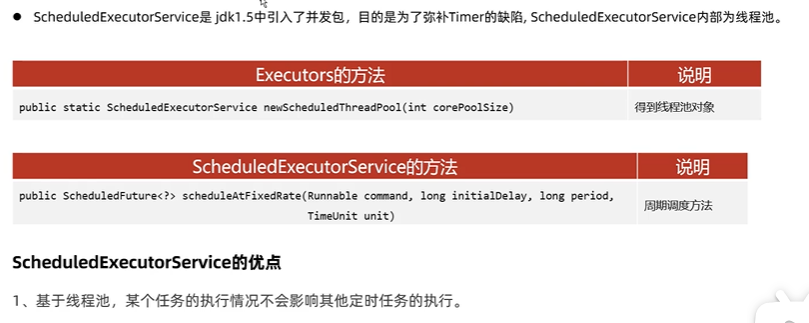 ● ScheduledExecutorService是 jdk1.5中引入了并发包，目的是为了弥补Timer的缺陷, ScheduledExecutorService内部为线程池。
Executors的方法 说明
public static ScheduledExecutorService newScheduledThreadPool(int corePoolSize) 得到线程池对象
ScheduledExecutorService的方法 说明
public ScheduledFuture<?> scheduleAtFixedRate(Runnable command, long initialDelay, long period,
TimeUnit unit) 周期调度方法
ScheduledExecutorService的优点
1、基于线程池，某个任务的执行情况不会影响其他定时任务的执行。